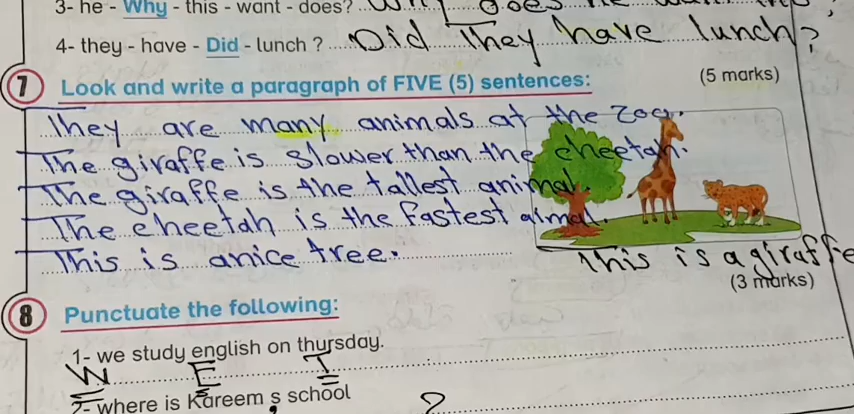 3- he - Why - this - want - does?
4- they - have - Did - lunch ? Did They have lunch?
7 Look and write a paragraph of FIVE (5) sentences: (5 marks)
They are many animals at the Zoo.
The giraffe is slower than the cheetah.
The giraffe is the tallest animal.
The cheetah is the fastest aimal.
This is anice tree.
This is a giraffe
(3 marks)
8 Punctuate the following:
1- we study english on thursday.
W E T
2- where is Kareem s school
, ?